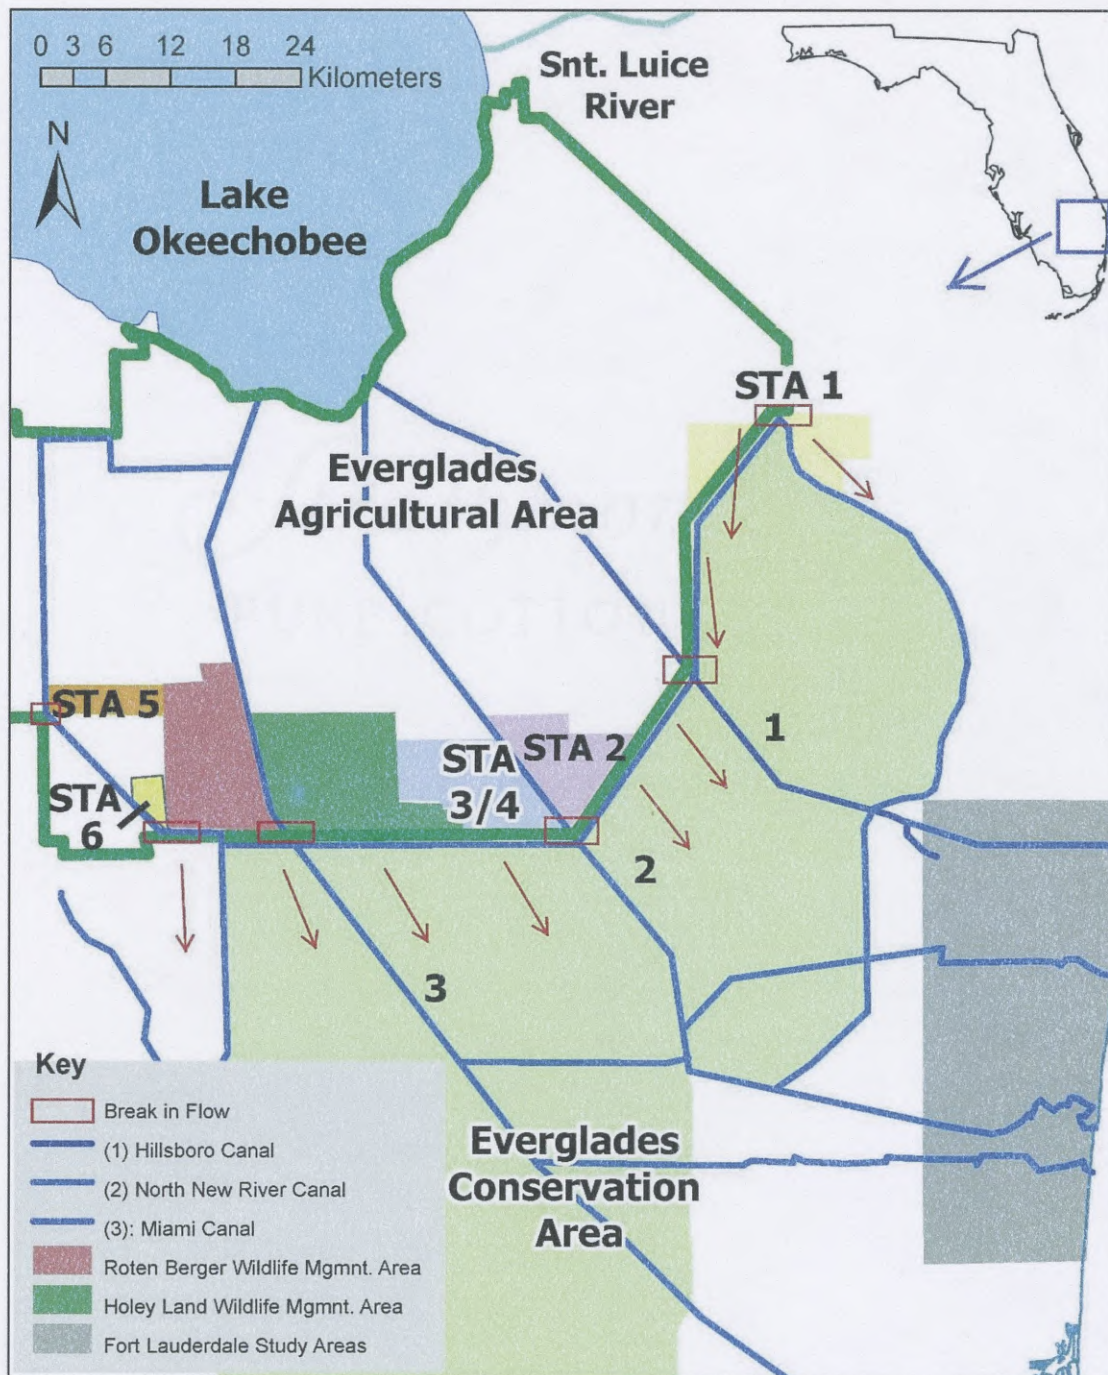 0 3 6 12 18 24
Kilometers
N
Snt. Luice
River
Lake
Okeechobee
STA 1
Everglades
Agricultural Area
STA 5
STA
6
STA
3/4
STA 2
1
2
3
Everglades
Conservation
Area
Key
Break in Flow
(1) Hillsboro Canal
(2) North New River Canal
(3): Miami Canal
Roten Berger Wildlife Mgmnt. Area
Holey Land Wildlife Mgmnt. Area
Fort Lauderdale Study Areas